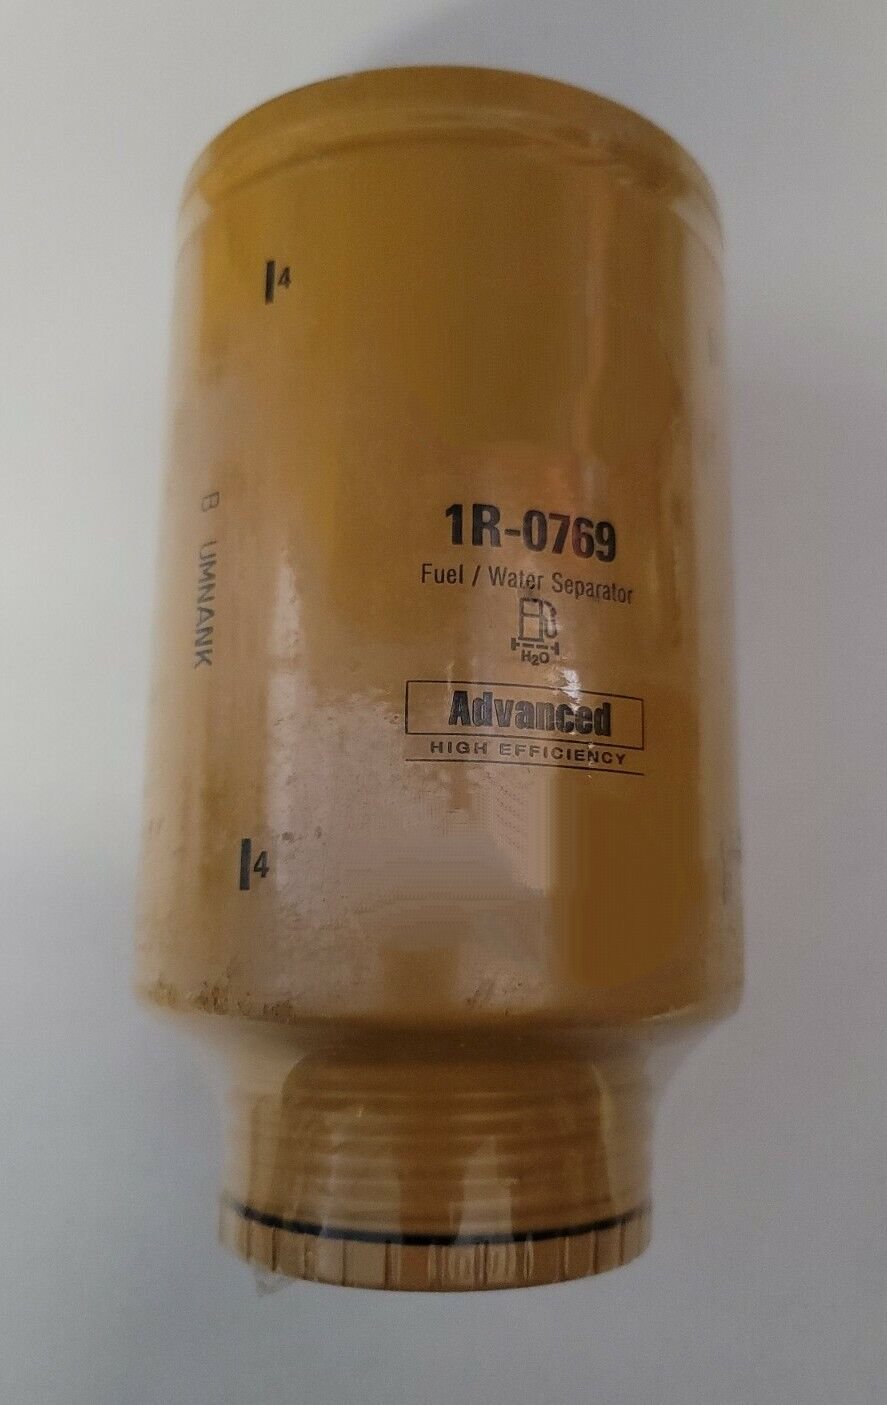 4
B UMNANK
1R-0769
Fuel / Water Separator
H₂O
Advanced
HIGH EFFICIENCY
4